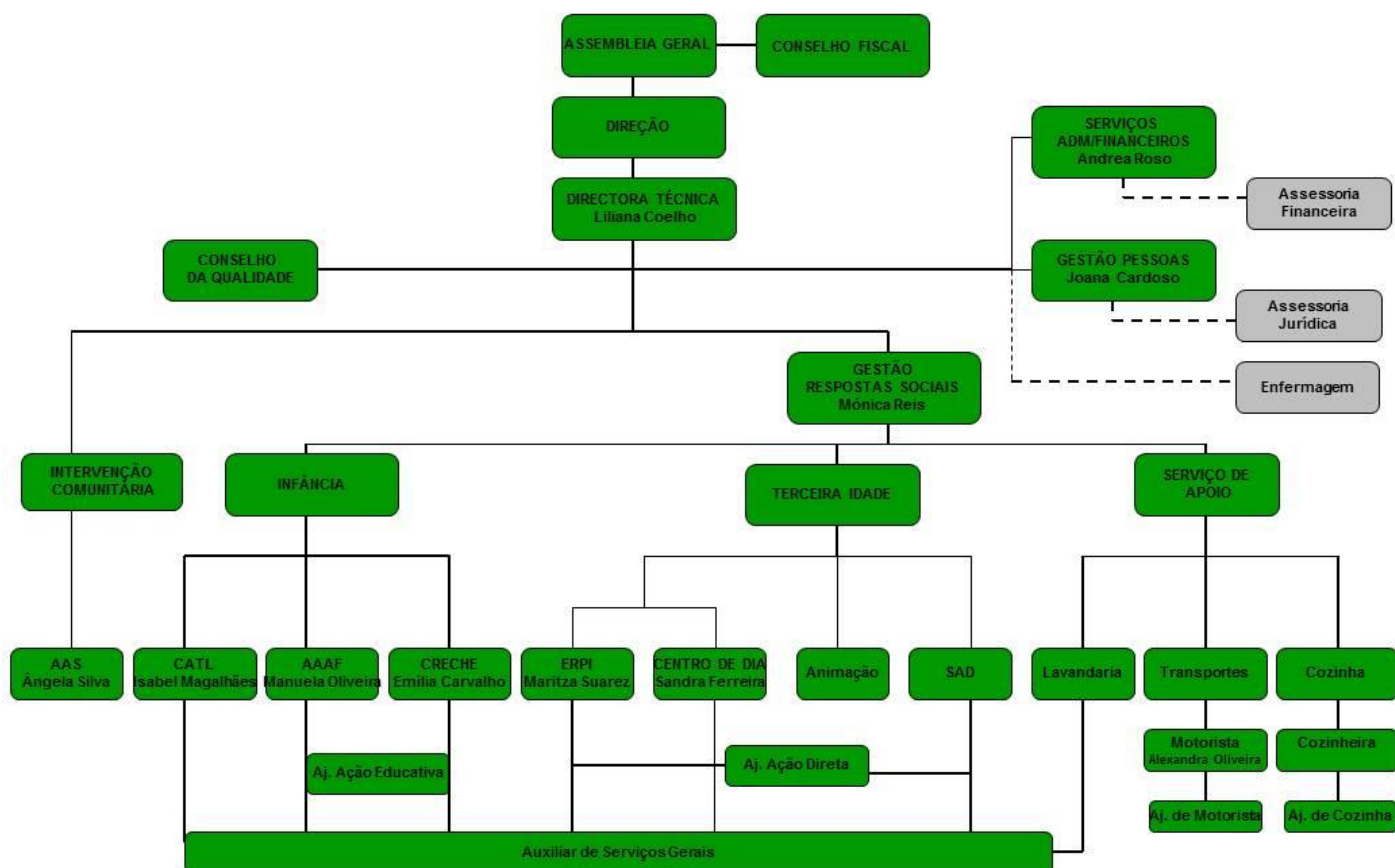 ASSEMBLEIA GERAL
CONSELHO FISCAL
DIREÇÃO
SERVIÇOS
ADM/FINANCEIROS
Andrea Roso
DIRECTORA TÉCNICA
Liliana Coelho
Assessoria
Financeira
CONSELHO
DA QUALIDADE
GESTÃO PESSOAS
Joana Cardoso
Assessoria
Jurídica
GESTÃO
RESPOSTAS SOCIAIS
Mónica Reis
Enfermagem
INTERVENÇÃO
COMUNITÁRIA
INFÂNCIA
TERCEIRA IDADE
SERVIÇO DE
APOIO
AAS
Ângela Silva
CATL
Isabel Magalhães
AAAF
Manuela Oliveira
CRECHE
Emília Carvalho
ERPI
Maritza Suarez
CENTRO DE DIA
Sandra Ferreira
Animação
SAD
Lavandaria
Transportes
Cozinha
Motorista
Alexandra Oliveira
Cozinheira
Aj. Ação Educativa
Aj. Ação Direta
Aj. de Motorista
Aj. de Cozinha
Auxiliar de Serviços Gerais